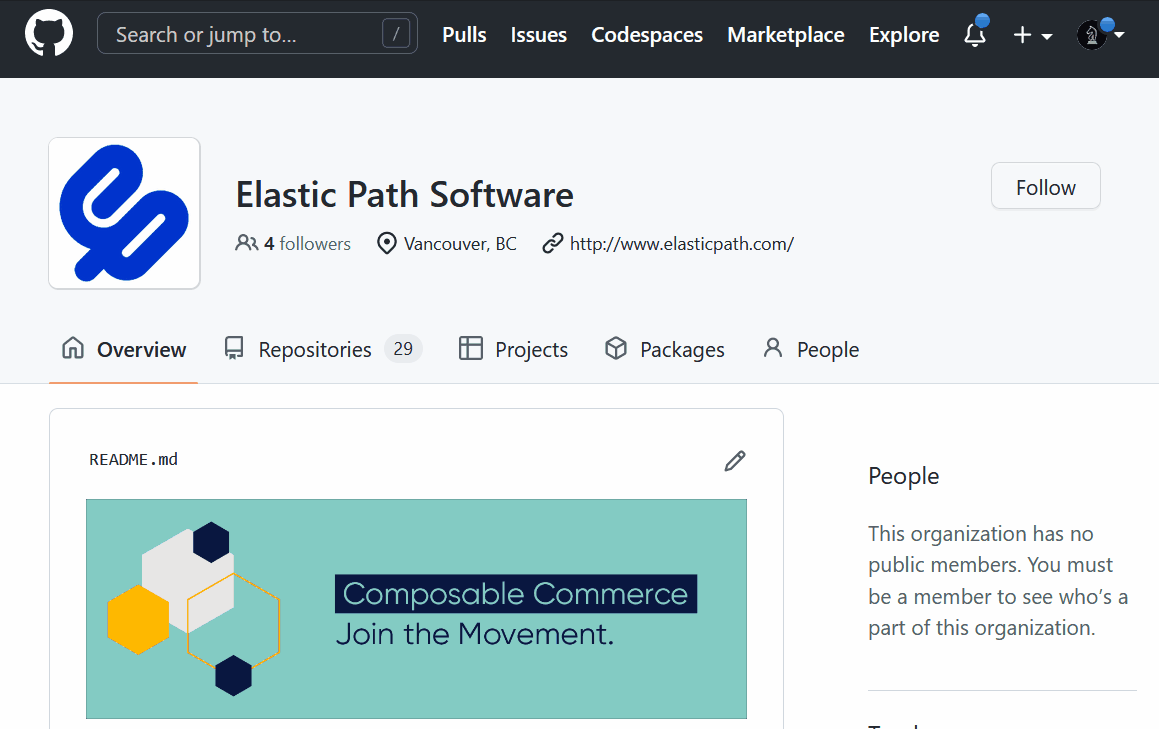 Search or jump to... / Pulls Issues Codespaces Marketplace Explore
Elastic Path Software
Follow
4 followers Vancouver, BC http://www.elasticpath.com/
Overview Repositories 29 Projects Packages People
README.md
Composable Commerce
Join the Movement.
People
This organization has no
public members. You must
be a member to see who's a
part of this organization.